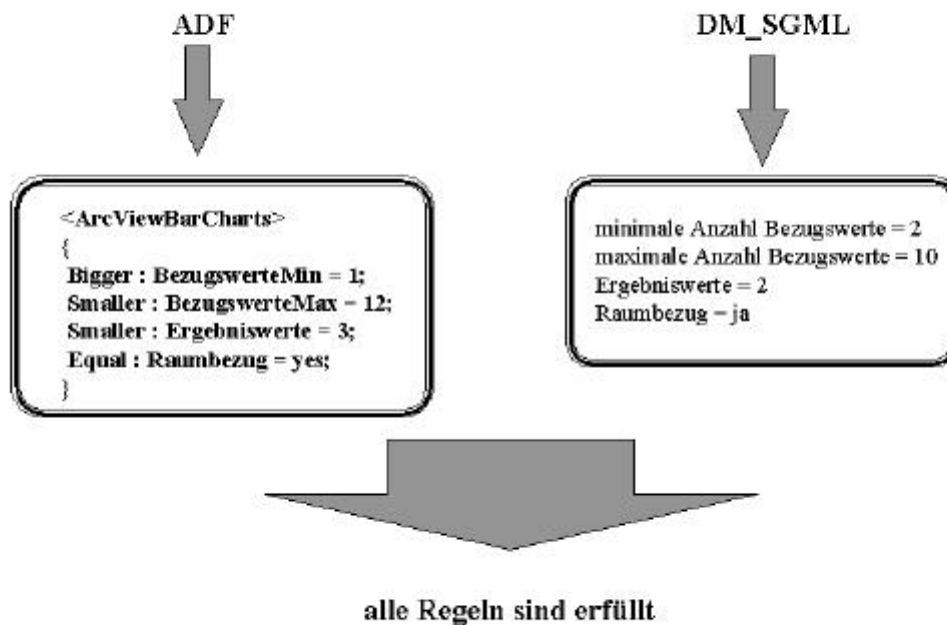 ADF
DM_SGML
<ArcViewBarCharts>
{
Bigger : BezugswerteMin = 1;
Smaller : BezugswerteMax = 12;
Smaller : Ergebniswerte = 3;
Equal : Raumbezug = yes;
}
minimale Anzahl Bezugswerte = 2
maximale Anzahl Bezugswerte = 10
Ergebniswerte = 2
Raumbezug = ja
alle Regeln sind erfüllt